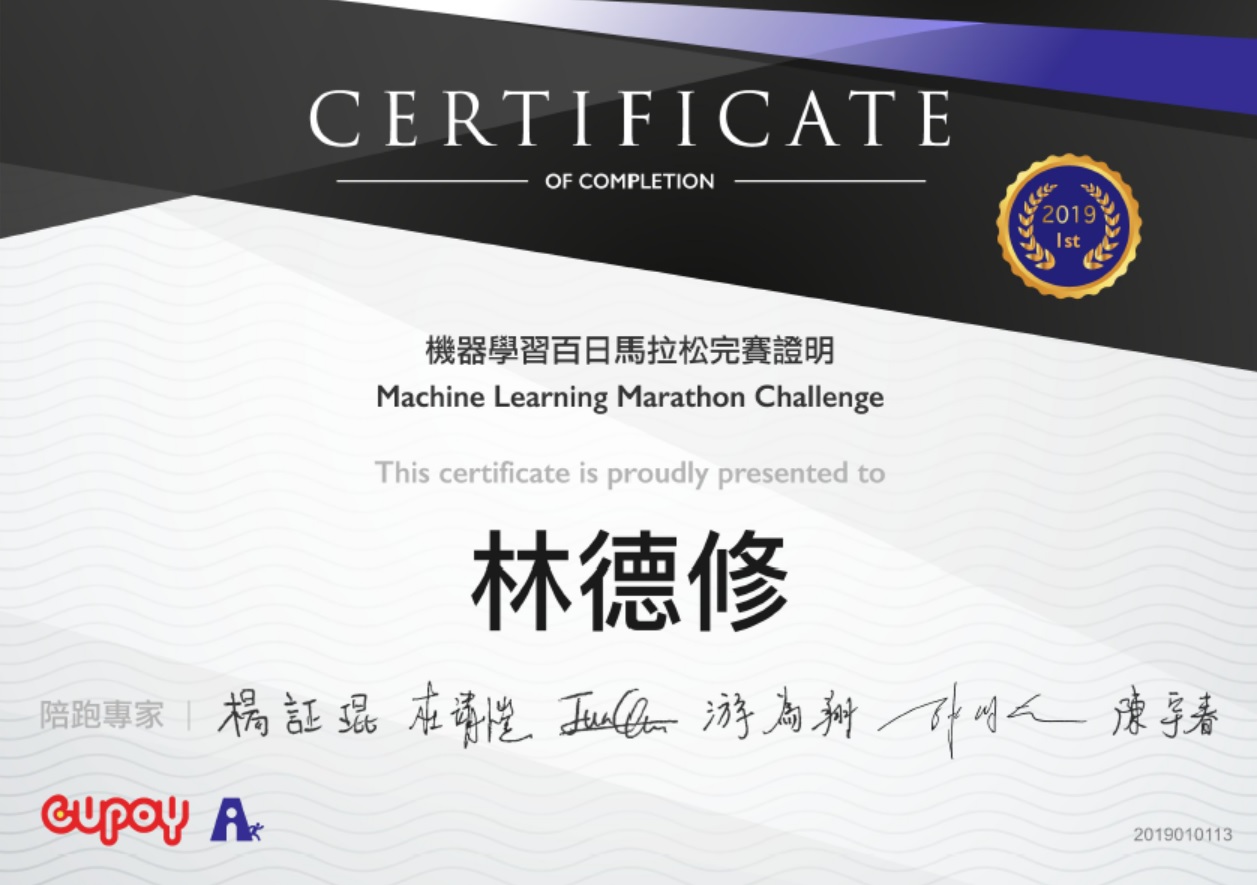 CERTIFICATE
OF COMPLETION
2019
1st
機器學習百日馬拉松完賽證明
Machine Learning Marathon Challenge
This certificate is proudly presented to
林德修
陪跑專家 | 楊証琨 游為翔 陳宇春
cupoy Ai
2019010113